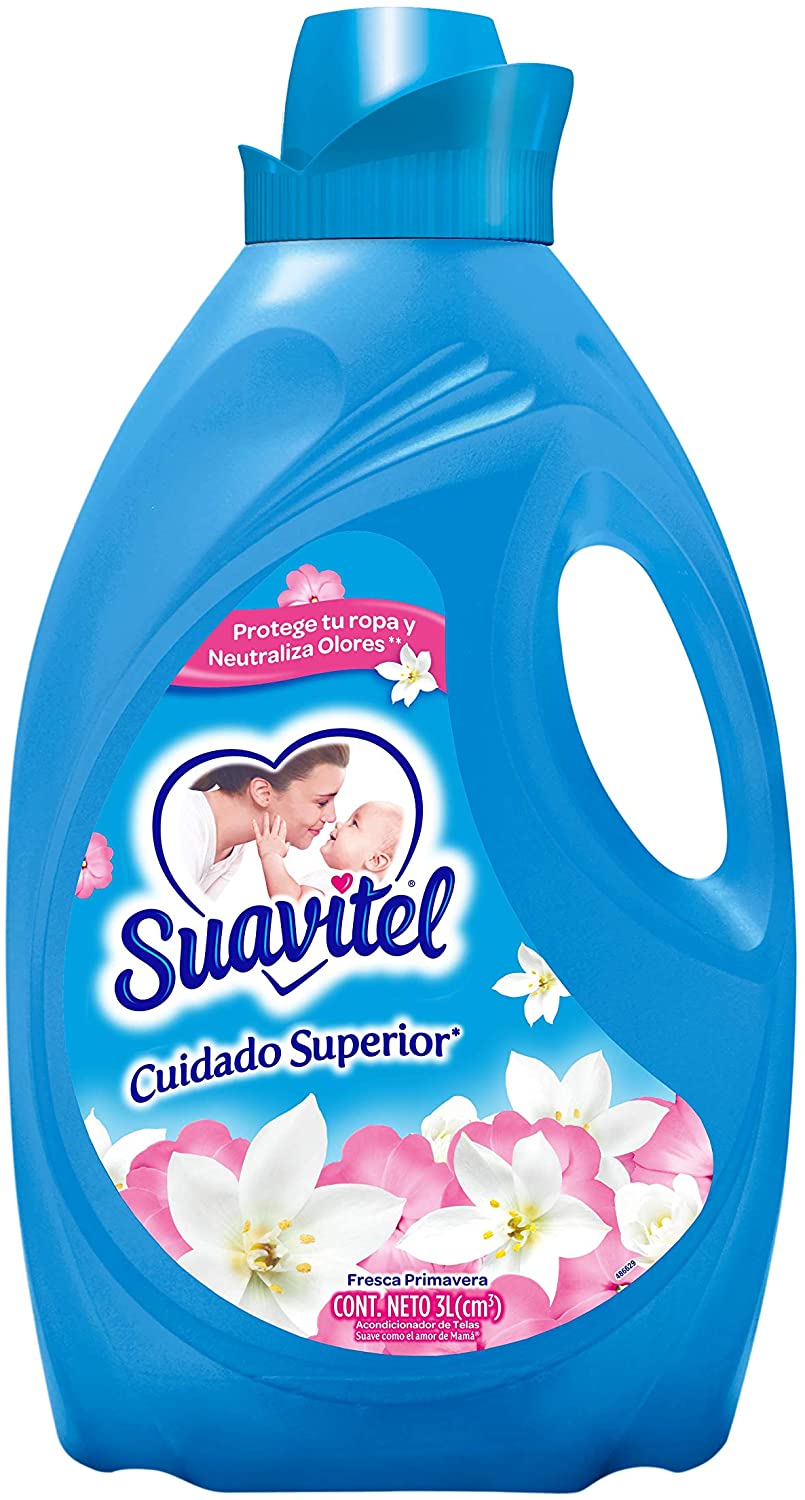 Protege tu ropa y
Neutraliza Olores**
Suavitel®
Cuidado Superior*
Fresca Primavera
CONT. NETO 3L(cm³)
Acondicionador de Telas
Suave como el amor de Mamá®
486629